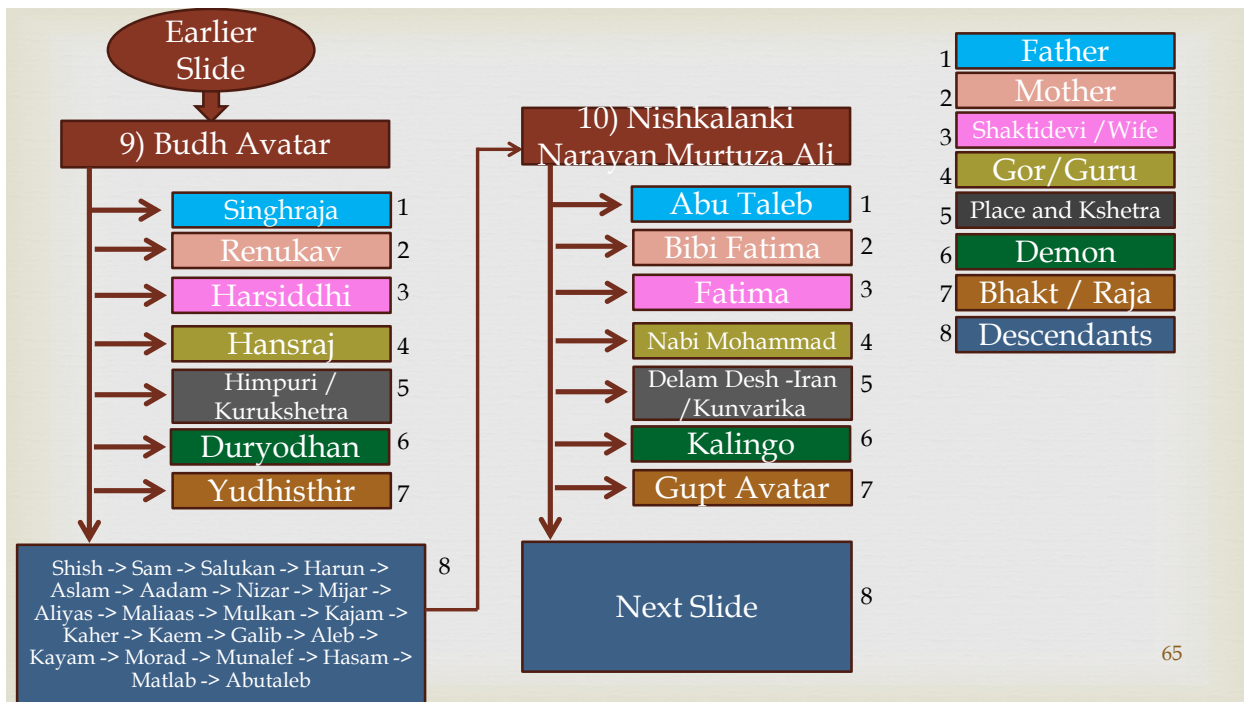 Earlier
Slide
9) Budh Avatar
Singhraja 1
Renukav 2
Harsiddhi 3
Hansraj 4
Himpuri /
Kurukshetra 5
Duryodhan 6
Yudhisthir 7
Shish -> Sam -> Salukan -> Harun ->
Aslam -> Aadam -> Nizar -> Mijar ->
Aliyas -> Maliaas -> Mulkan -> Kajam ->
Kaher -> Kaem -> Galib -> Aleb ->
Kayam -> Morad -> Munalef -> Hasam ->
Matlab -> Abutaleb
8
10) Nishkalanki
Narayan Murtuza Ali
Abu Taleb 1
Bibi Fatima 2
Fatima 3
Nabi Mohammad 4
Delam Desh -Iran
/Kunvarika 5
Kalingo 6
Gupt Avatar 7
Next Slide 8
1 Father
2 Mother
3 Shaktidevi /Wife
4 Gor/Guru
5 Place and Kshetra
6 Demon
7 Bhakt / Raja
8 Descendants
65